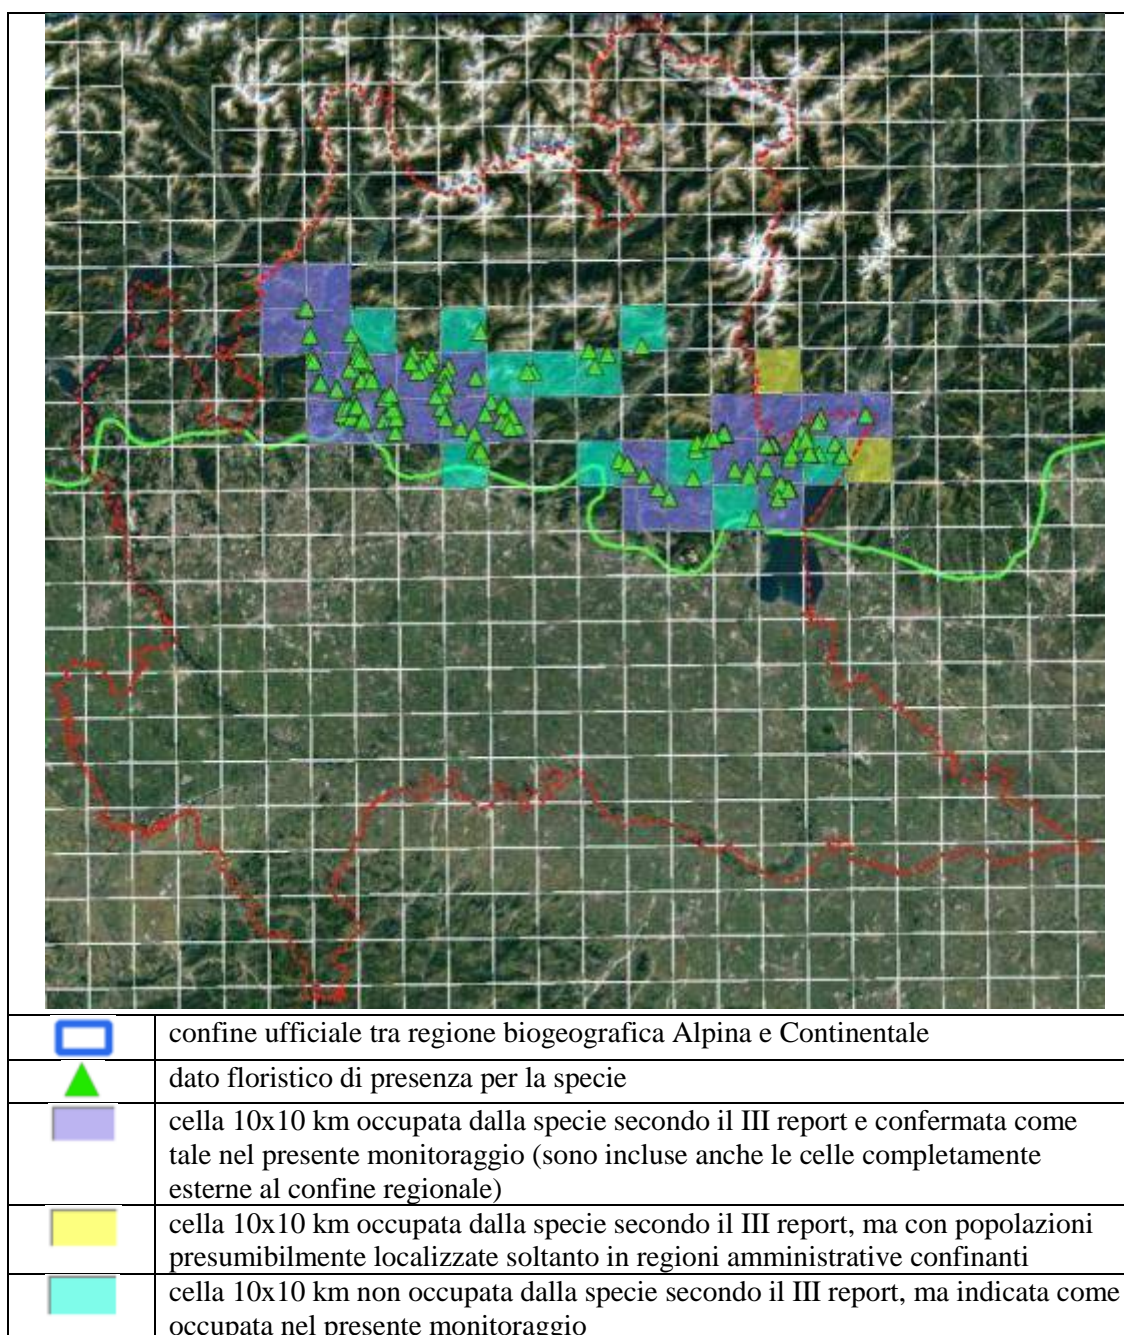 confine ufficiale tra regione biogeografica Alpina e Continentale
dato floristico di presenza per la specie
cella 10x10 km occupata dalla specie secondo il III report e confermata come
tale nel presente monitoraggio (sono incluse anche le celle completamente
esterne al confine regionale)
cella 10x10 km occupata dalla specie secondo il III report, ma con popolazioni
presumibilmente localizzate soltanto in regioni amministrative confinanti
cella 10x10 km non occupata dalla specie secondo il III report, ma indicata come
occupata nel presente monitoraggio